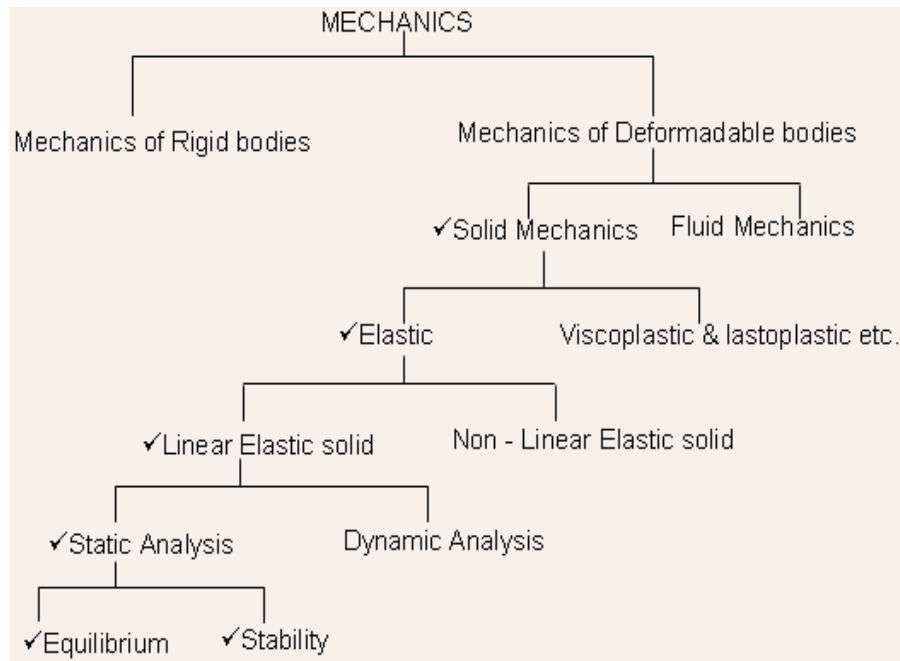 MECHANICS
Mechanics of Rigid bodies
Mechanics of Deformadable bodies
✓Solid Mechanics
Fluid Mechanics
✓Elastic
Viscoplastic & lastoplastic etc.
✓Linear Elastic solid
Non - Linear Elastic solid
✓Static Analysis
Dynamic Analysis
✓Equilibrium
✓Stability